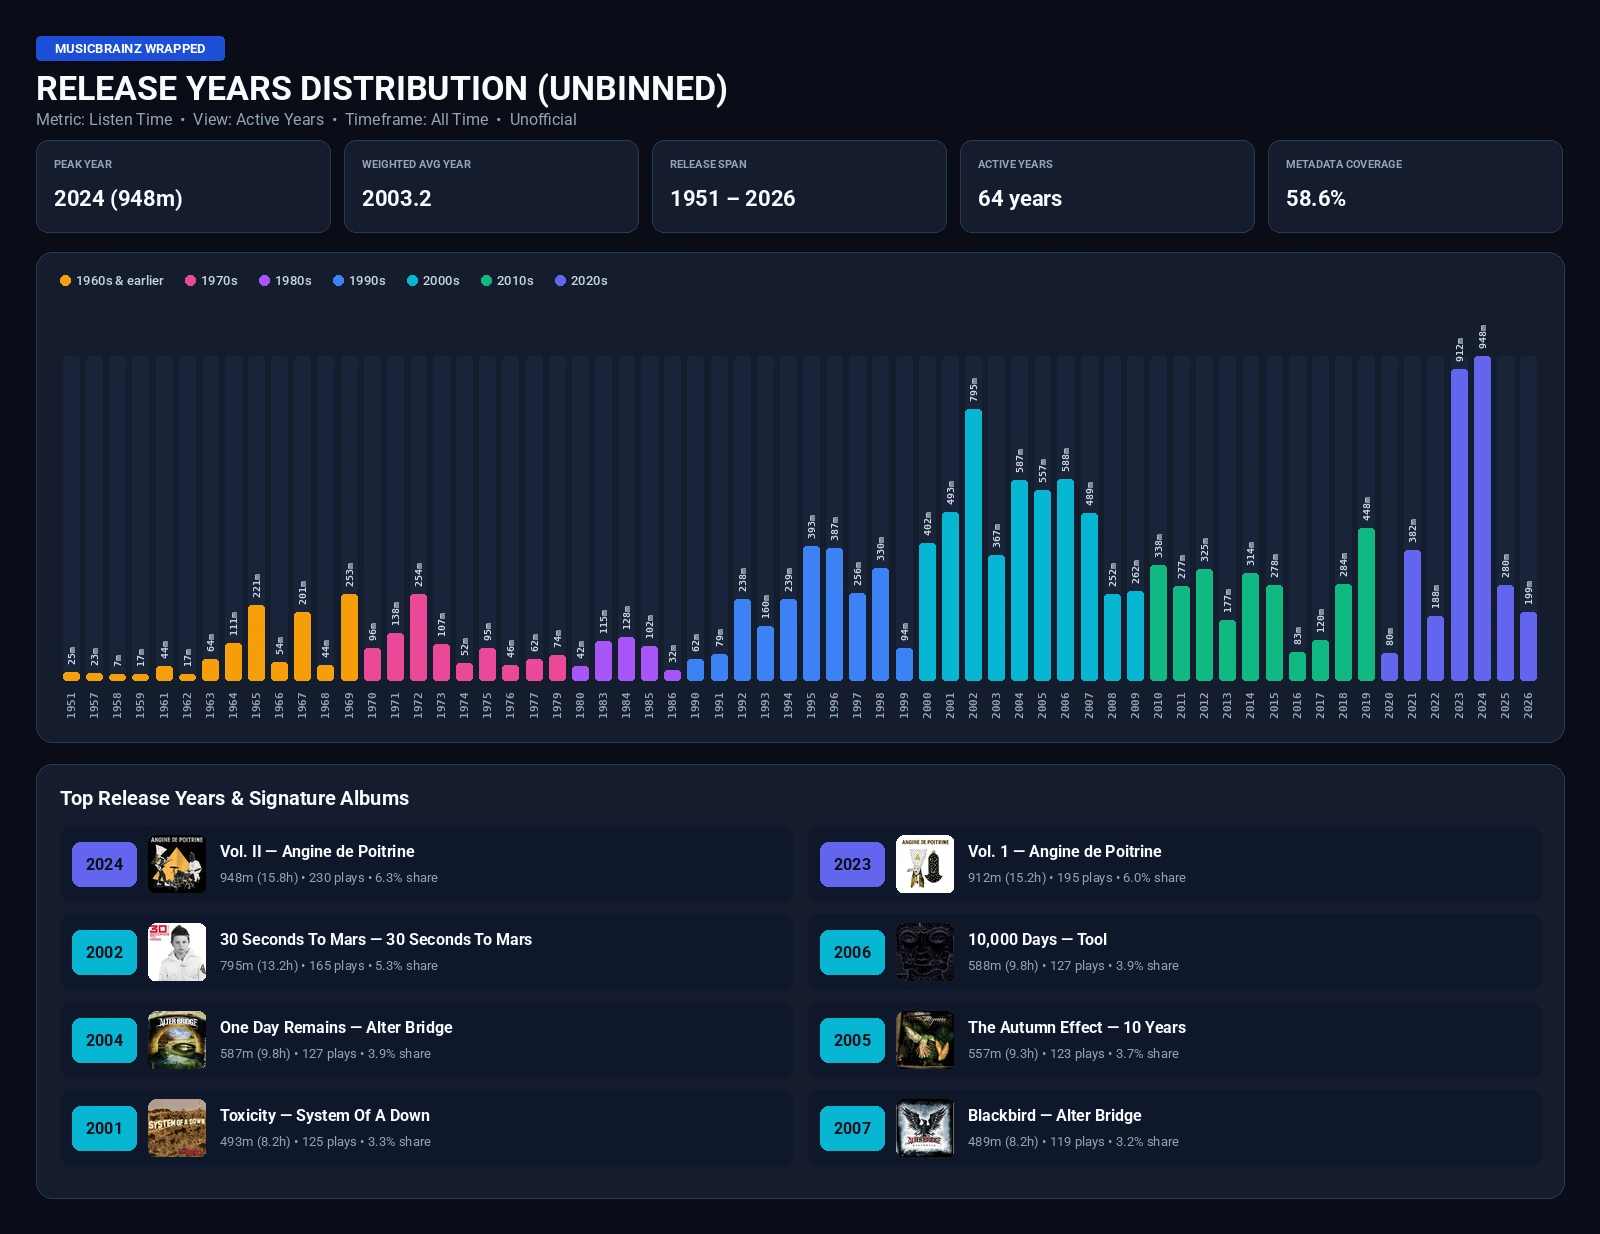 MUSICBRAINZ WRAPPED
RELEASE YEARS DISTRIBUTION (UNBINNED)
Metric: Listen Time • View: Active Years • Timeframe: All Time • Unofficial
PEAK YEAR
2024 (948m)
WEIGHTED AVG YEAR
2003.2
RELEASE SPAN
1951 – 2026
ACTIVE YEARS
64 years
METADATA COVERAGE
58.6%
1960s & earlier 1970s 1980s 1990s 2000s 2010s 2020s
25m 23m 7m 17m 44m 17m 64m 111m 221m 54m 201m 44m 253m 96m 138m 254m 107m 52m 95m 46m 62m 74m 42m 115m 128m 102m 32m 62m 79m 238m 160m 239m 393m 387m 256m 330m 94m 402m 493m 795m 367m 587m 557m 588m 489m 252m 262m 338m 277m 325m 177m 314m 278m 83m 120m 284m 448m 80m 382m 188m 912m 948m 280m 199m
1951 1957 1958 1959 1961 1962 1963 1964 1965 1966 1967 1968 1969 1970 1971 1972 1973 1974 1975 1976 1977 1979 1980 1983 1984 1985 1986 1990 1991 1992 1993 1994 1995 1996 1997 1998 1999 2000 2001 2002 2003 2004 2005 2006 2007 2008 2009 2010 2011 2012 2013 2014 2015 2016 2017 2018 2019 2020 2021 2022 2023 2024 2025 2026
Top Release Years & Signature Albums
2024
ANGINE DE POITRINE
Vol. II — Angine de Poitrine
948m (15.8h) • 230 plays • 6.3% share
2023
ANGINE DE POITRINE
Vol. 1 — Angine de Poitrine
912m (15.2h) • 195 plays • 6.0% share
2002
30
30 Seconds To Mars — 30 Seconds To Mars
795m (13.2h) • 165 plays • 5.3% share
2006
10,000 Days — Tool
588m (9.8h) • 127 plays • 3.9% share
2004
ALTER BRIDGE
One Day Remains — Alter Bridge
587m (9.8h) • 127 plays • 3.9% share
2005
The Autumn Effect — 10 Years
557m (9.3h) • 123 plays • 3.7% share
2001
SYSTEM OF A DOWN
Toxicity — System Of A Down
493m (8.2h) • 125 plays • 3.3% share
2007
ALTER BRIDGE
Blackbird — Alter Bridge
489m (8.2h) • 119 plays • 3.2% share